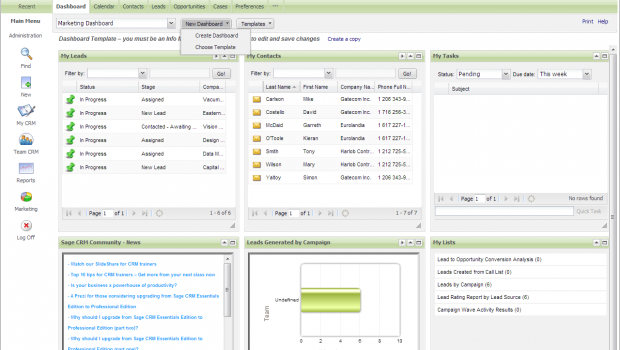 Recent Dashboard Calendar Contacts Leads Opportunities Cases Preferences ...
Main Menu
Marketing Dashboard New Dashboard Templates Print Help
Create Dashboard
Choose Template
Administration
Dashboard Template – you must be an Info to edit and save changes Create a copy
Find
New
My CRM
Team CRM
Reports
Marketing
Log Off
My Leads
Filter by: Go!
Status Stage Compa...
In Progress Assigned Vacum...
In Progress New Lead Eastern...
In Progress Contacted - Awaiting ... Vision ...
In Progress Assigned Design ...
In Progress Assigned Data M...
In Progress New Lead Capital ...
Page 1 of 1 1 - 6 of 6
My Contacts
Filter by: Go!
Last Name First Name Company Na... Phone Full N...
Carlson Mike Gatecom Inc. 1 206 343-9...
Costello David Gatecom Inc. 1 716 256-3...
McDaid Garreth Eurolandia 1 617 227-1...
O'Toole Kieran Eurolandia 1 617 227-1...
Smith Tony Harlob Contr... 1 212 725-5...
Wilson Mary Harlob Contr... 1 212 725-5...
Yaltoy Simon Gatecom Inc. 1 206 343-9...
Page 1 of 1 1 - 7 of 7
My Tasks
Status: Pending Due date: This week
Subject
Page 1 of 1 No rows found
Quick Task
Sage CRM Community - News
- Watch our SlideShare for CRM trainers
- Top 10 tips for CRM trainers – Get more from your next class now
- Is your business a powerhouse of productivity?
- A Prezi for those considering upgrading from Sage CRM Essentials
Edition to Professional Edition
- Why should I upgrade from Sage CRM Essentials Edition to
Professional Edition (part two)?
- Why should I upgrade from Sage CRM Essentials Edition to
Professional Edition (part one)?
Leads Generated by Campaign
Team
Undefined
0 2 4 6 8 10
My Lists
Lead to Opportunity Conversion Analysis (0)
Leads Created from Call List (0)
Leads by Campaign (6)
Lead Rating Report by Lead Source (6)
Campaign Wave Activity Results (0)